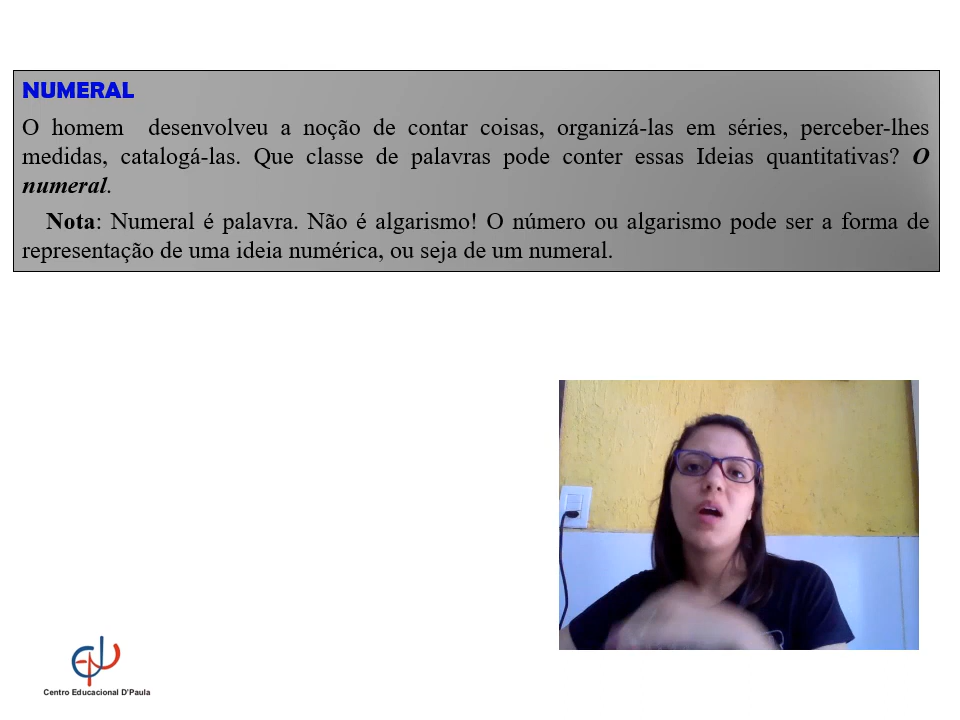 NUMERAL
O homem desenvolveu a noção de contar coisas, organizá-las em séries, perceber-lhes
medidas, catalogá-las. Que classe de palavras pode conter essas Ideias quantitativas? O
numeral.
Nota: Numeral é palavra. Não é algarismo! O número ou algarismo pode ser a forma de
representação de uma ideia numérica, ou seja de um numeral.
Centro Educacional D'Paula